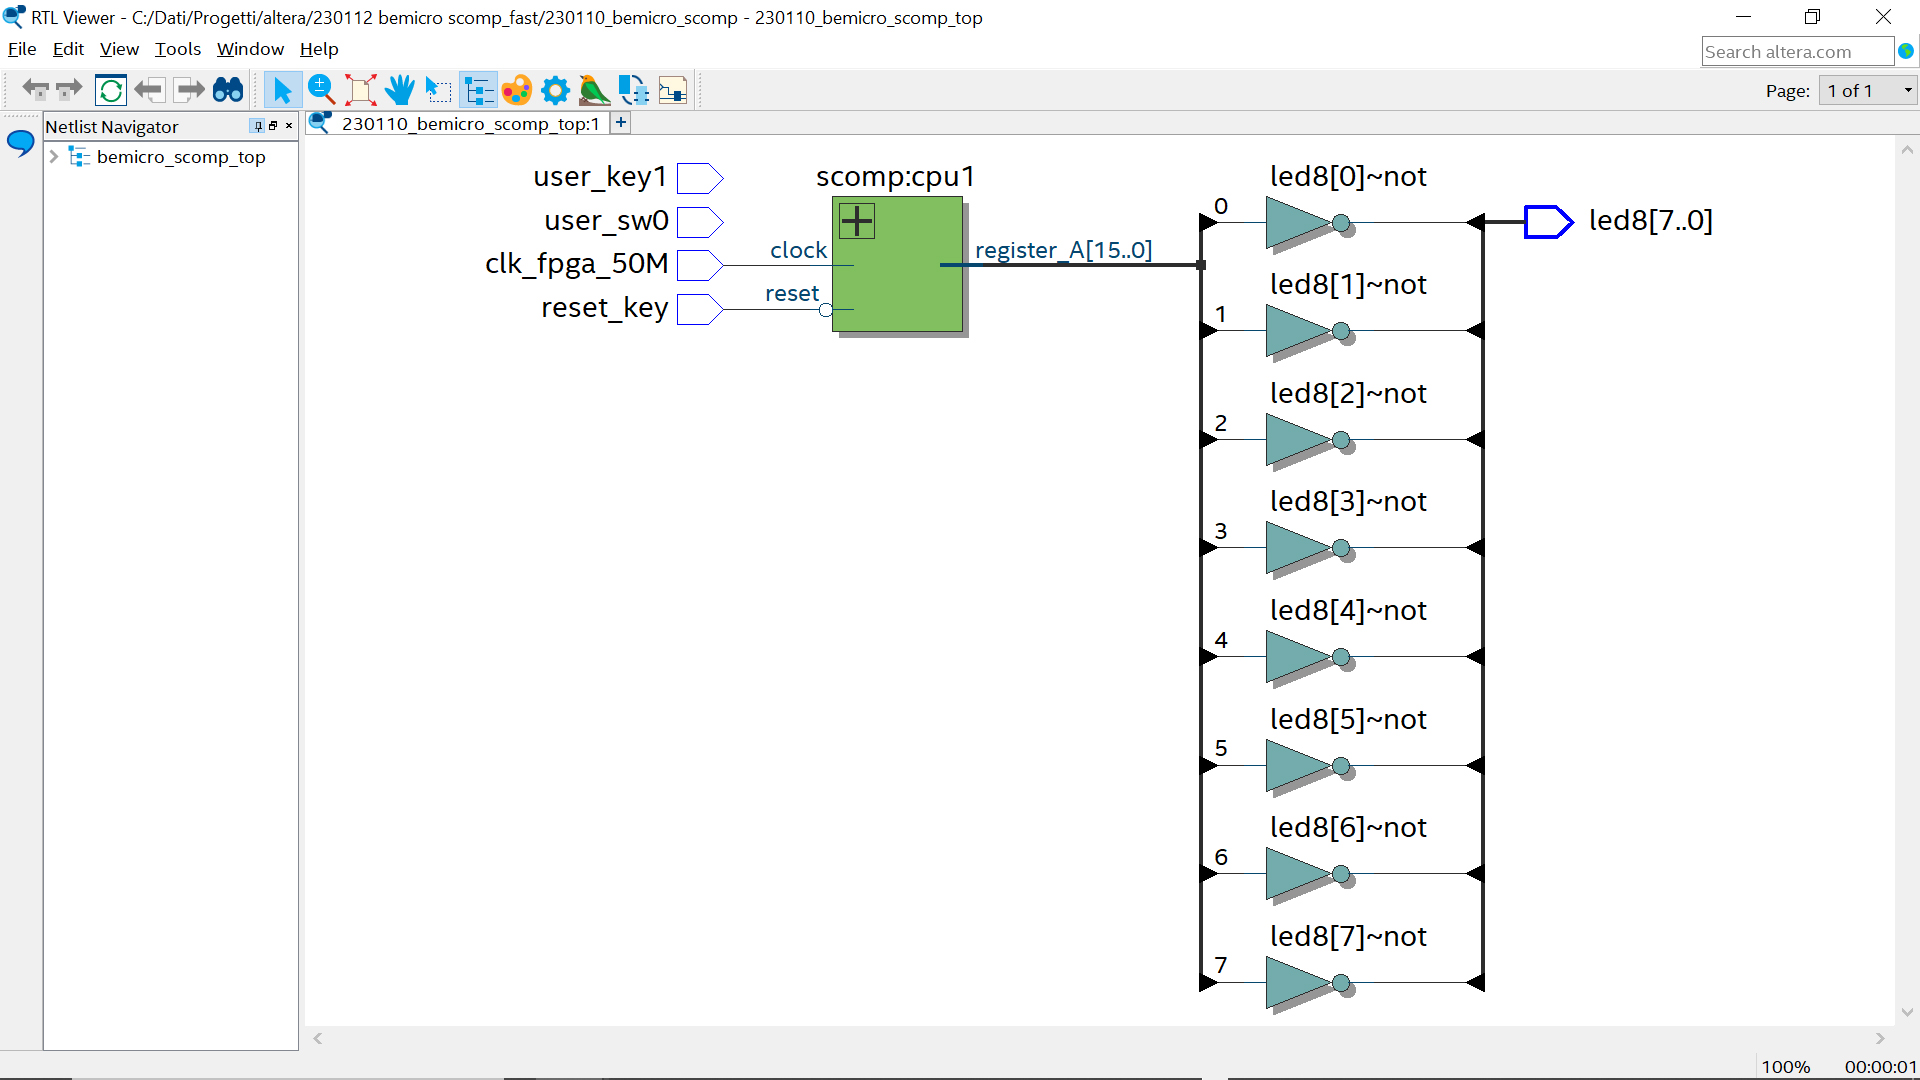 RTL Viewer - C:/Dati/Progetti/altera/230112 bemicro scomp_fast/230110_bemicro_scomp - 230110_bemicro_scomp_top
File Edit View Tools Window Help
Search altera.com
Page: 1 of 1
Netlist Navigator
230110_bemicro_scomp_top:1
bemicro_scomp_top
user_key1
user_sw0
clk_fpga_50M
reset_key
scomp:cpu1
clock
reset
register_A[15..0]
led8[0]~not
0
led8[7..0]
led8[1]~not
1
led8[2]~not
2
led8[3]~not
3
led8[4]~not
4
led8[5]~not
5
led8[6]~not
6
led8[7]~not
7
100% 00:00:01